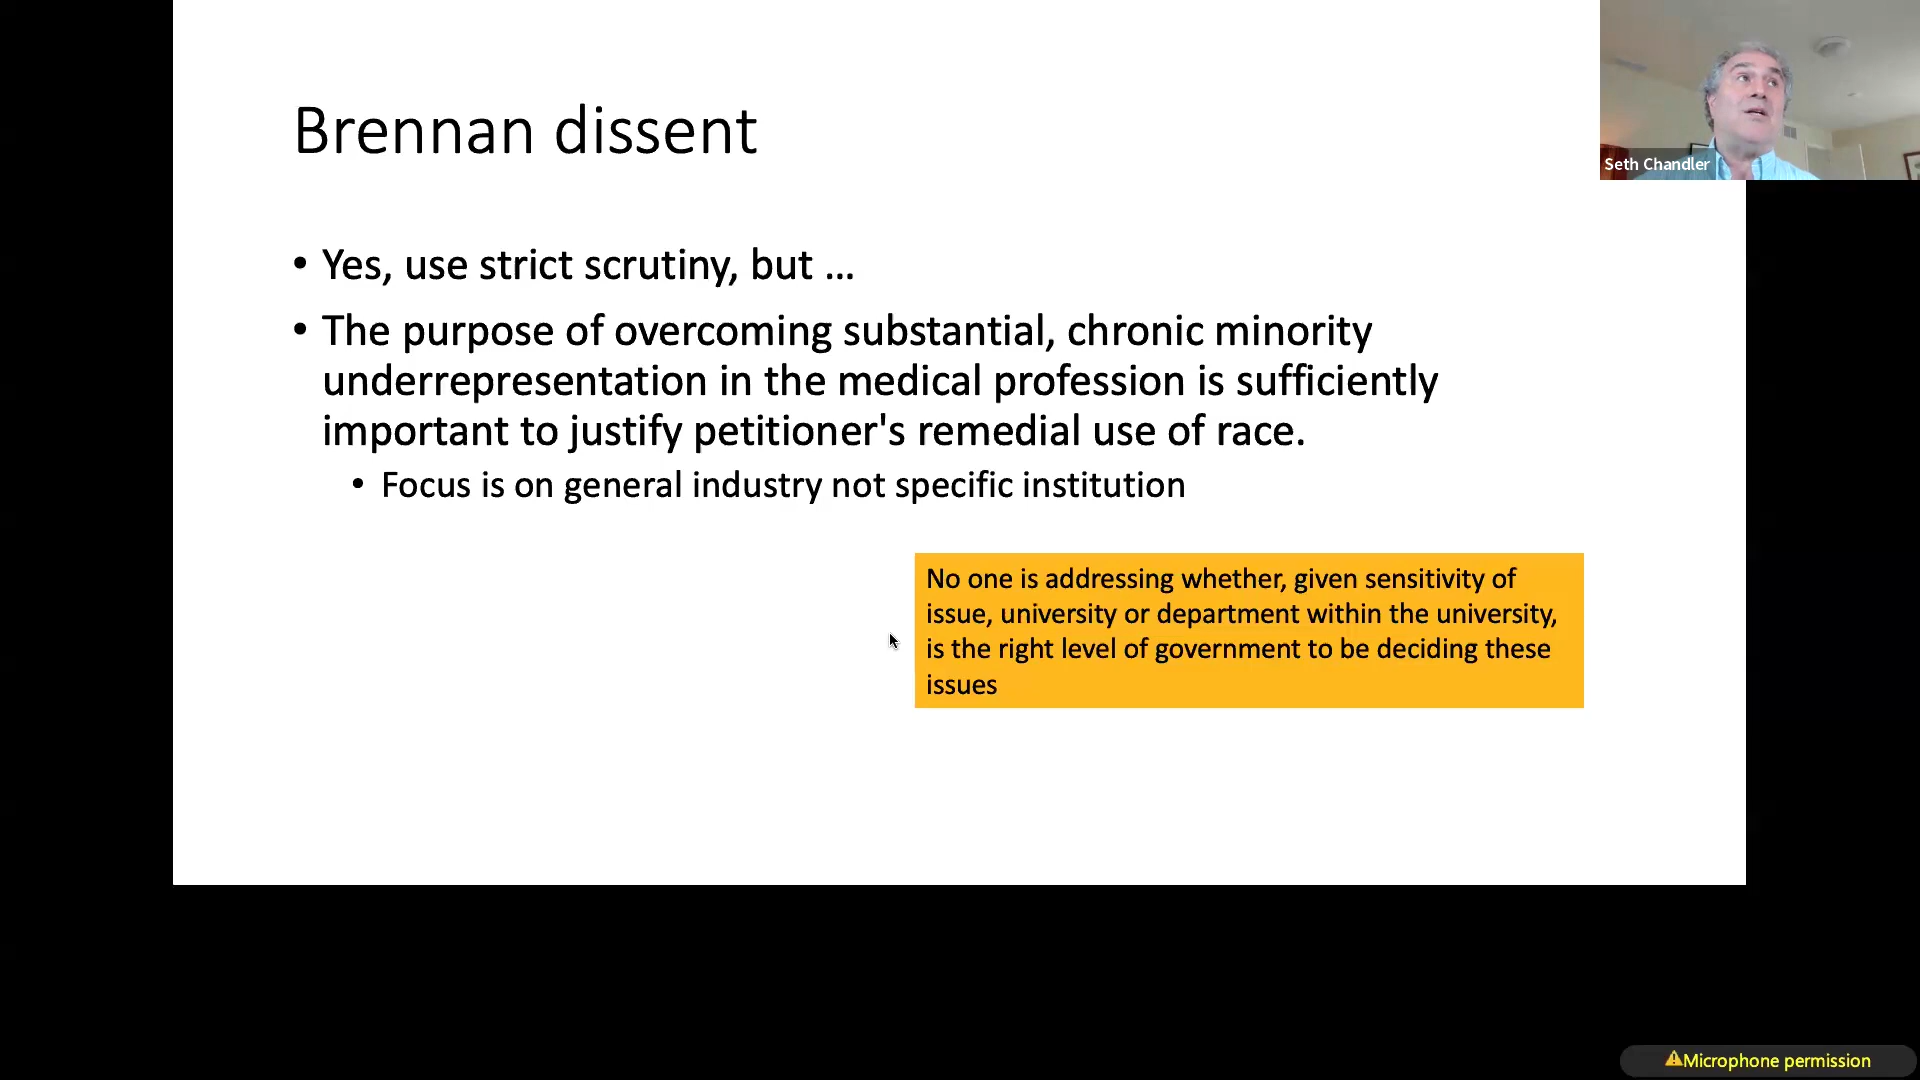 Brennan dissent
Seth Chandler
• Yes, use strict scrutiny, but ...
• The purpose of overcoming substantial, chronic minority
underrepresentation in the medical profession is sufficiently
important to justify petitioner's remedial use of race.
• Focus is on general industry not specific institution
No one is addressing whether, given sensitivity of
issue, university or department within the university,
is the right level of government to be deciding these
issues
Microphone permission